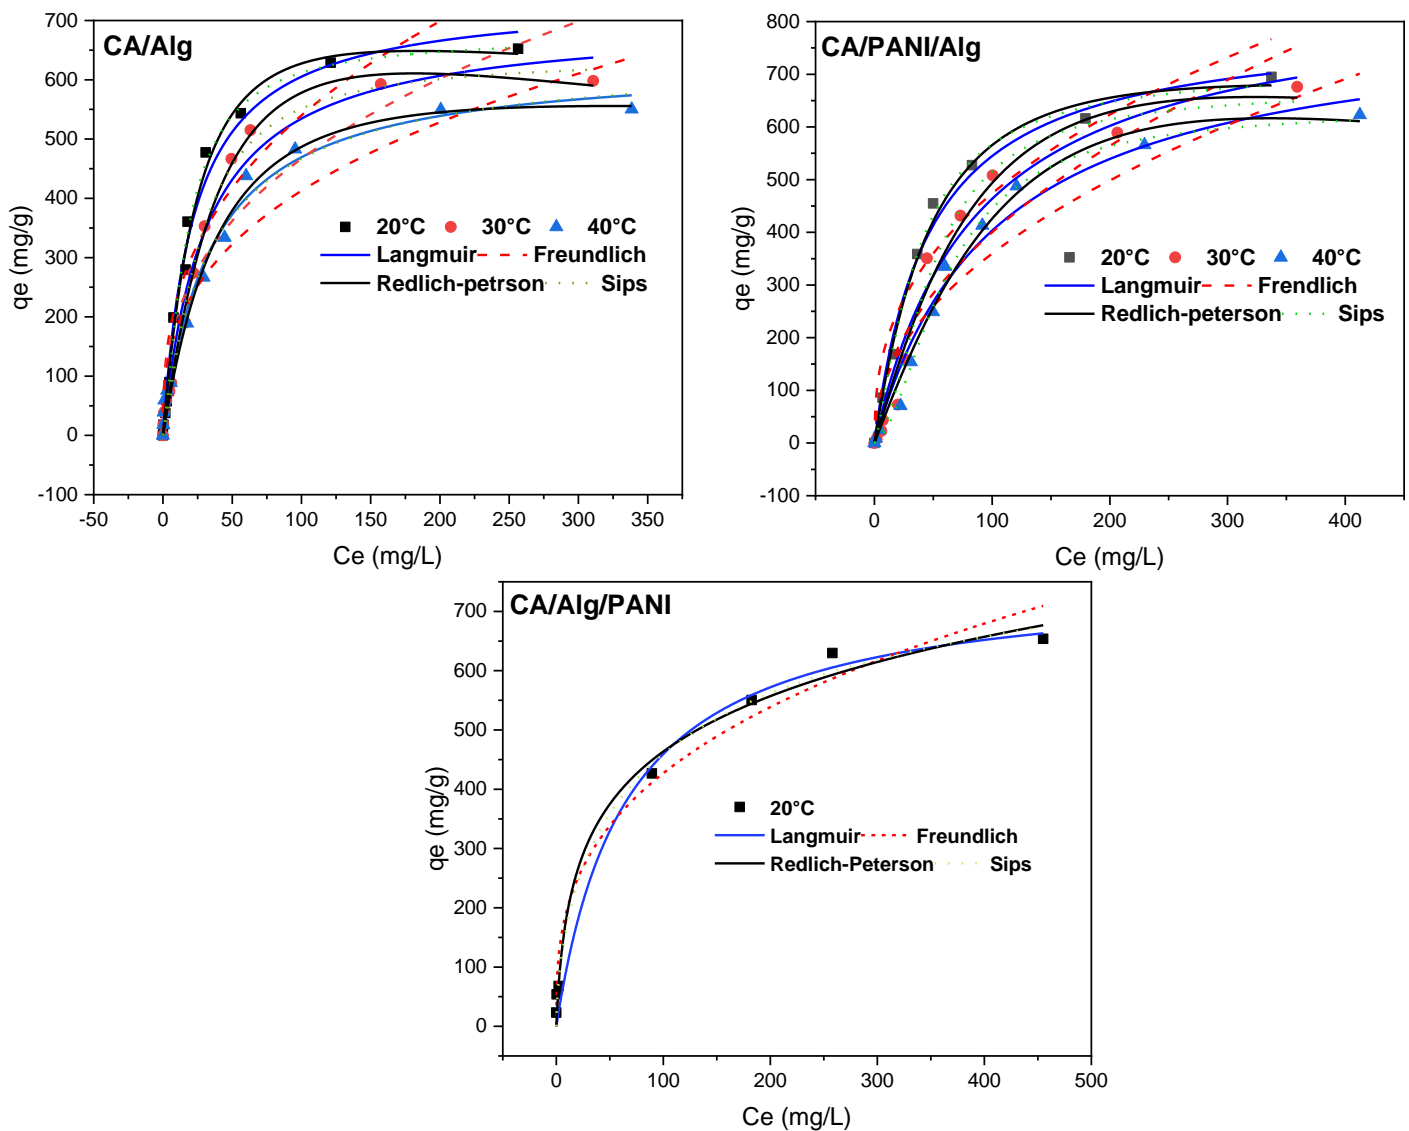 CA/Alg
700
600
500
400
300
200
100
0
-100
qe (mg/g)
20°C 30°C 40°C
Langmuir Freundlich
Redlich-petrson Sips
-50 0 50 100 150 200 250 300 350
Ce (mg/L)
CA/PANI/Alg
800
700
600
500
400
300
200
100
0
-100
qe (mg/g)
20°C 30°C 40°C
Langmuir Frendlich
Redlich-peterson Sips
0 100 200 300 400
Ce (mg/L)
CA/Alg/PANI
700
600
500
400
300
200
100
0
qe (mg/g)
20°C
Langmuir Freundlich
Redlich-Peterson Sips
0 100 200 300 400 500
Ce (mg/L)